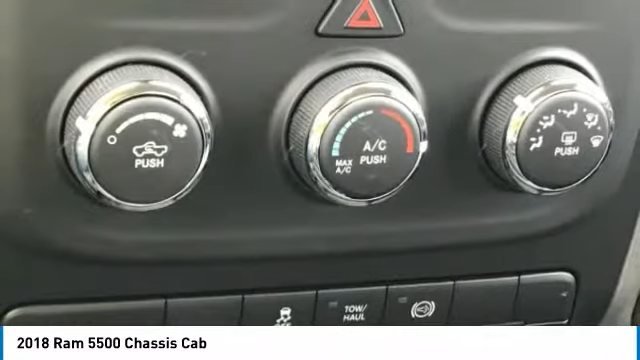 PUSH
A/C
PUSH
MAX
A/C
PUSH
TOW/
HAUL
2018 Ram 5500 Chassis Cab